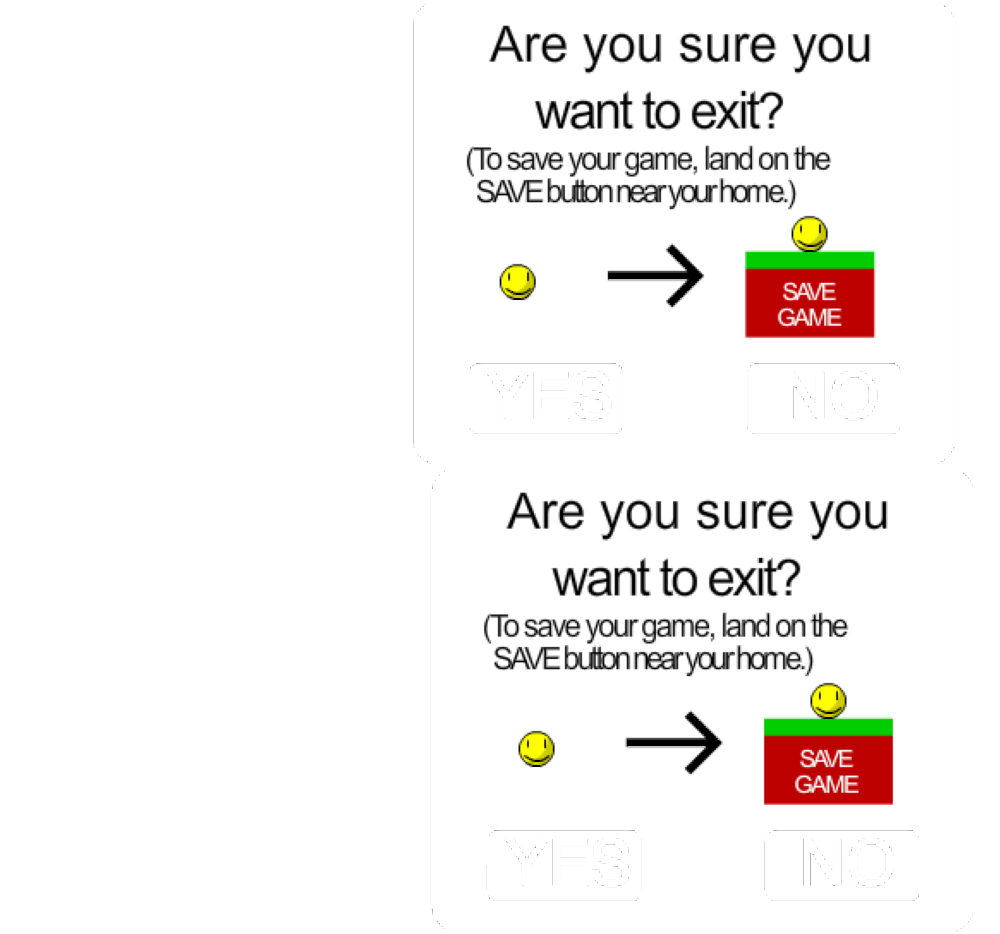 Are you sure you
want to exit?
(To save your game, land on the
SAVE button near your home.)
SAVE
GAME
YES
NO
Are you sure you
want to exit?
(To save your game, land on the
SAVE button near your home.)
SAVE
GAME
YES
NO